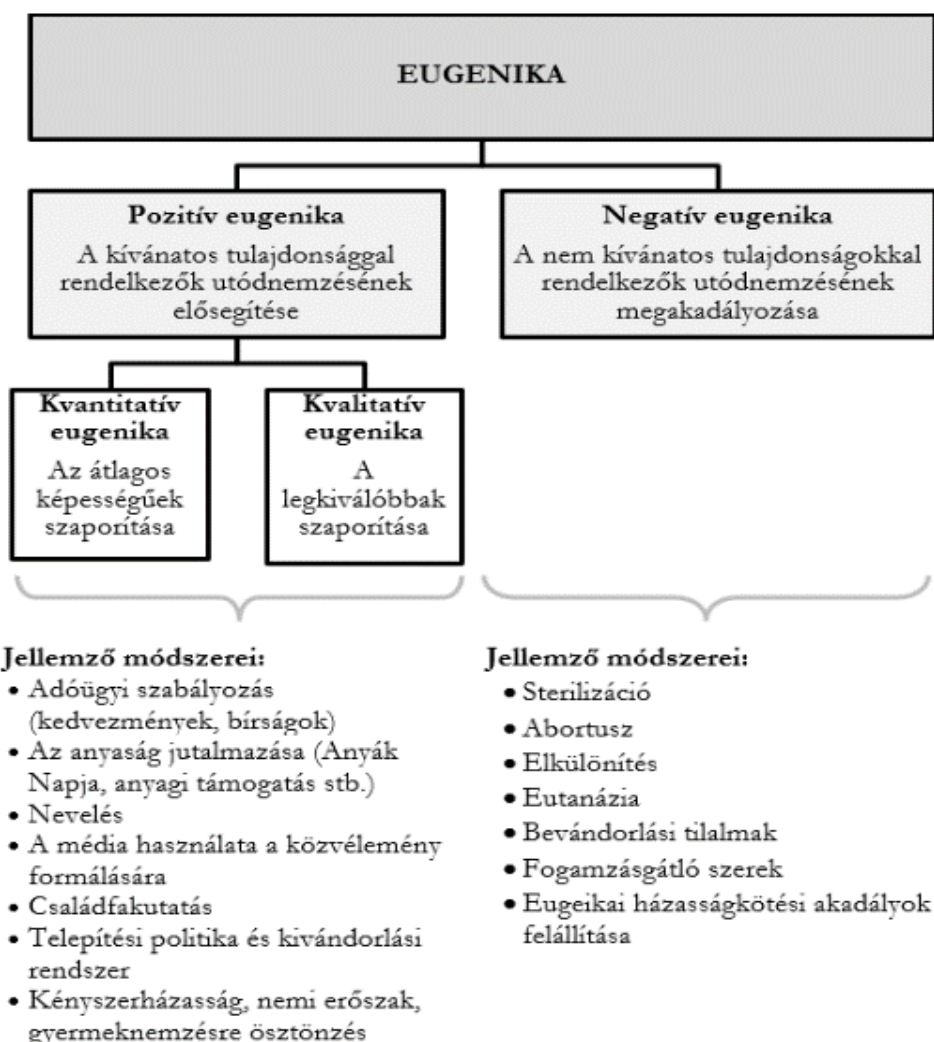 EUGENIKA
Pozitív eugenika
A kívánatos tulajdonsággal
rendelkezők utódnemzésének
elősegítése
Negatív eugenika
A nem kívánatos tulajdonságokkal
rendelkezők utódnemzésének
megakadályozása
Kvantitatív
eugenika
Az átlagos
képességűek
szaporítása
Kvalitatív
eugenika
A
legkiválóbbak
szaporítása
Jellemző módszerei:
• Adóügyi szabályozás
(kedvezmények, bírságok)
• Az anyaság jutalmazása (Anyák
Napja, anyagi támogatás stb.)
• Nevelés
• A média használata a közvélemény
formálására
• Családfakutatás
• Telepítési politika és kivándorlási
rendszer
• Kényszerházasság, nemi erőszak,
gyermeknemzésre ösztönzés
Jellemző módszerei:
• Sterilizáció
• Abortusz
• Elkülönítés
• Eutanázia
• Bevándorlási tilalmak
• Fogamzásgátló szerek
• Eugeikai házasságkötési akadályok
felállítása